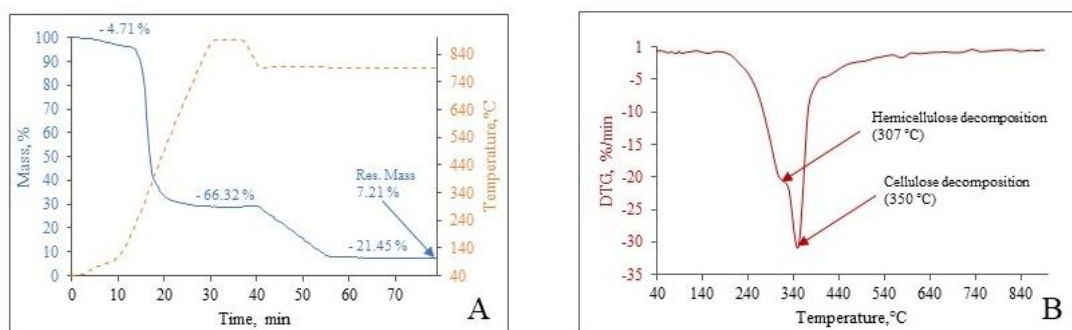 - 4.71 %
100
90
80
70
60
50
40
30
20
10
0
Mass, %
- 66.32 %
Res. Mass
7.21 %
- 21.45 %
840
740
640
540
440
340
240
140
40
Temperature,°C
0 10 20 30 40 50 60 70
Time, min
A
1
-5
-10
-15
-20
-25
-30
-35
DTG, %/min
Hemicellulose decomposition
(307 °C)
Cellulose decomposition
(350 °C)
40 140 240 340 440 540 640 740 840
Temperature,°C
B